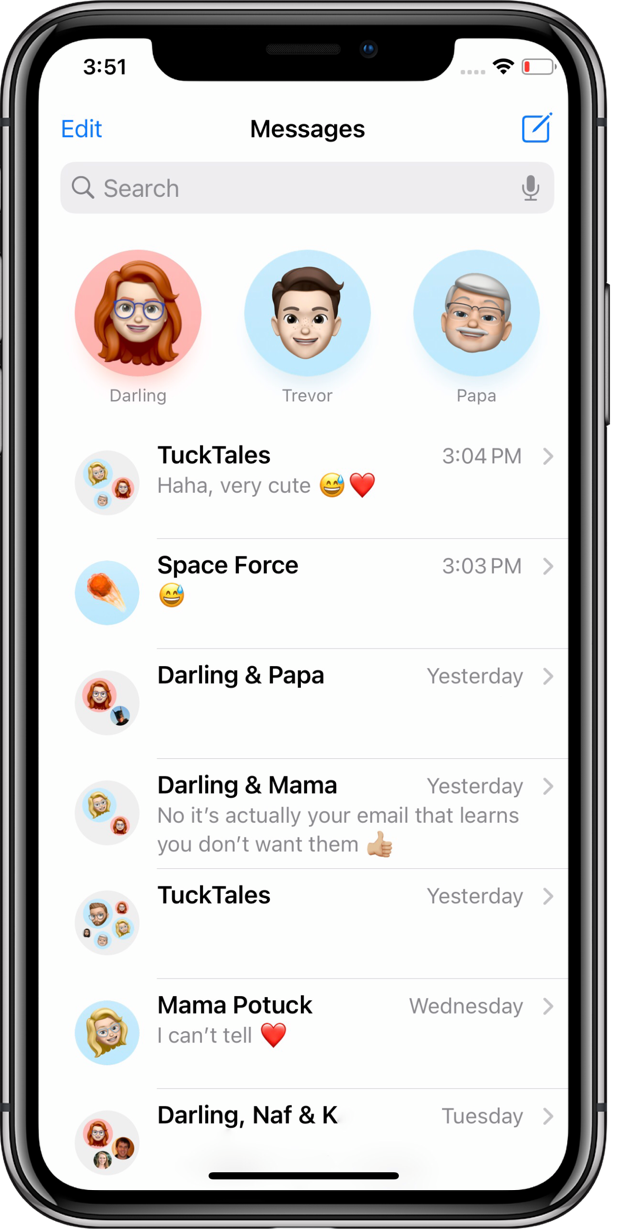 3:51
Edit
Messages
Search
Darling
Trevor
Papa
TuckTales
3:04 PM
Haha, very cute 😅 ❤️
Space Force
3:03 PM
😅
Darling & Papa
Yesterday
Darling & Mama
Yesterday
No it’s actually your email that learns
you don’t want them 👍🏼
TuckTales
Yesterday
Mama Potuck
Wednesday
I can’t tell ❤️
Darling, Naf & K
Tuesday